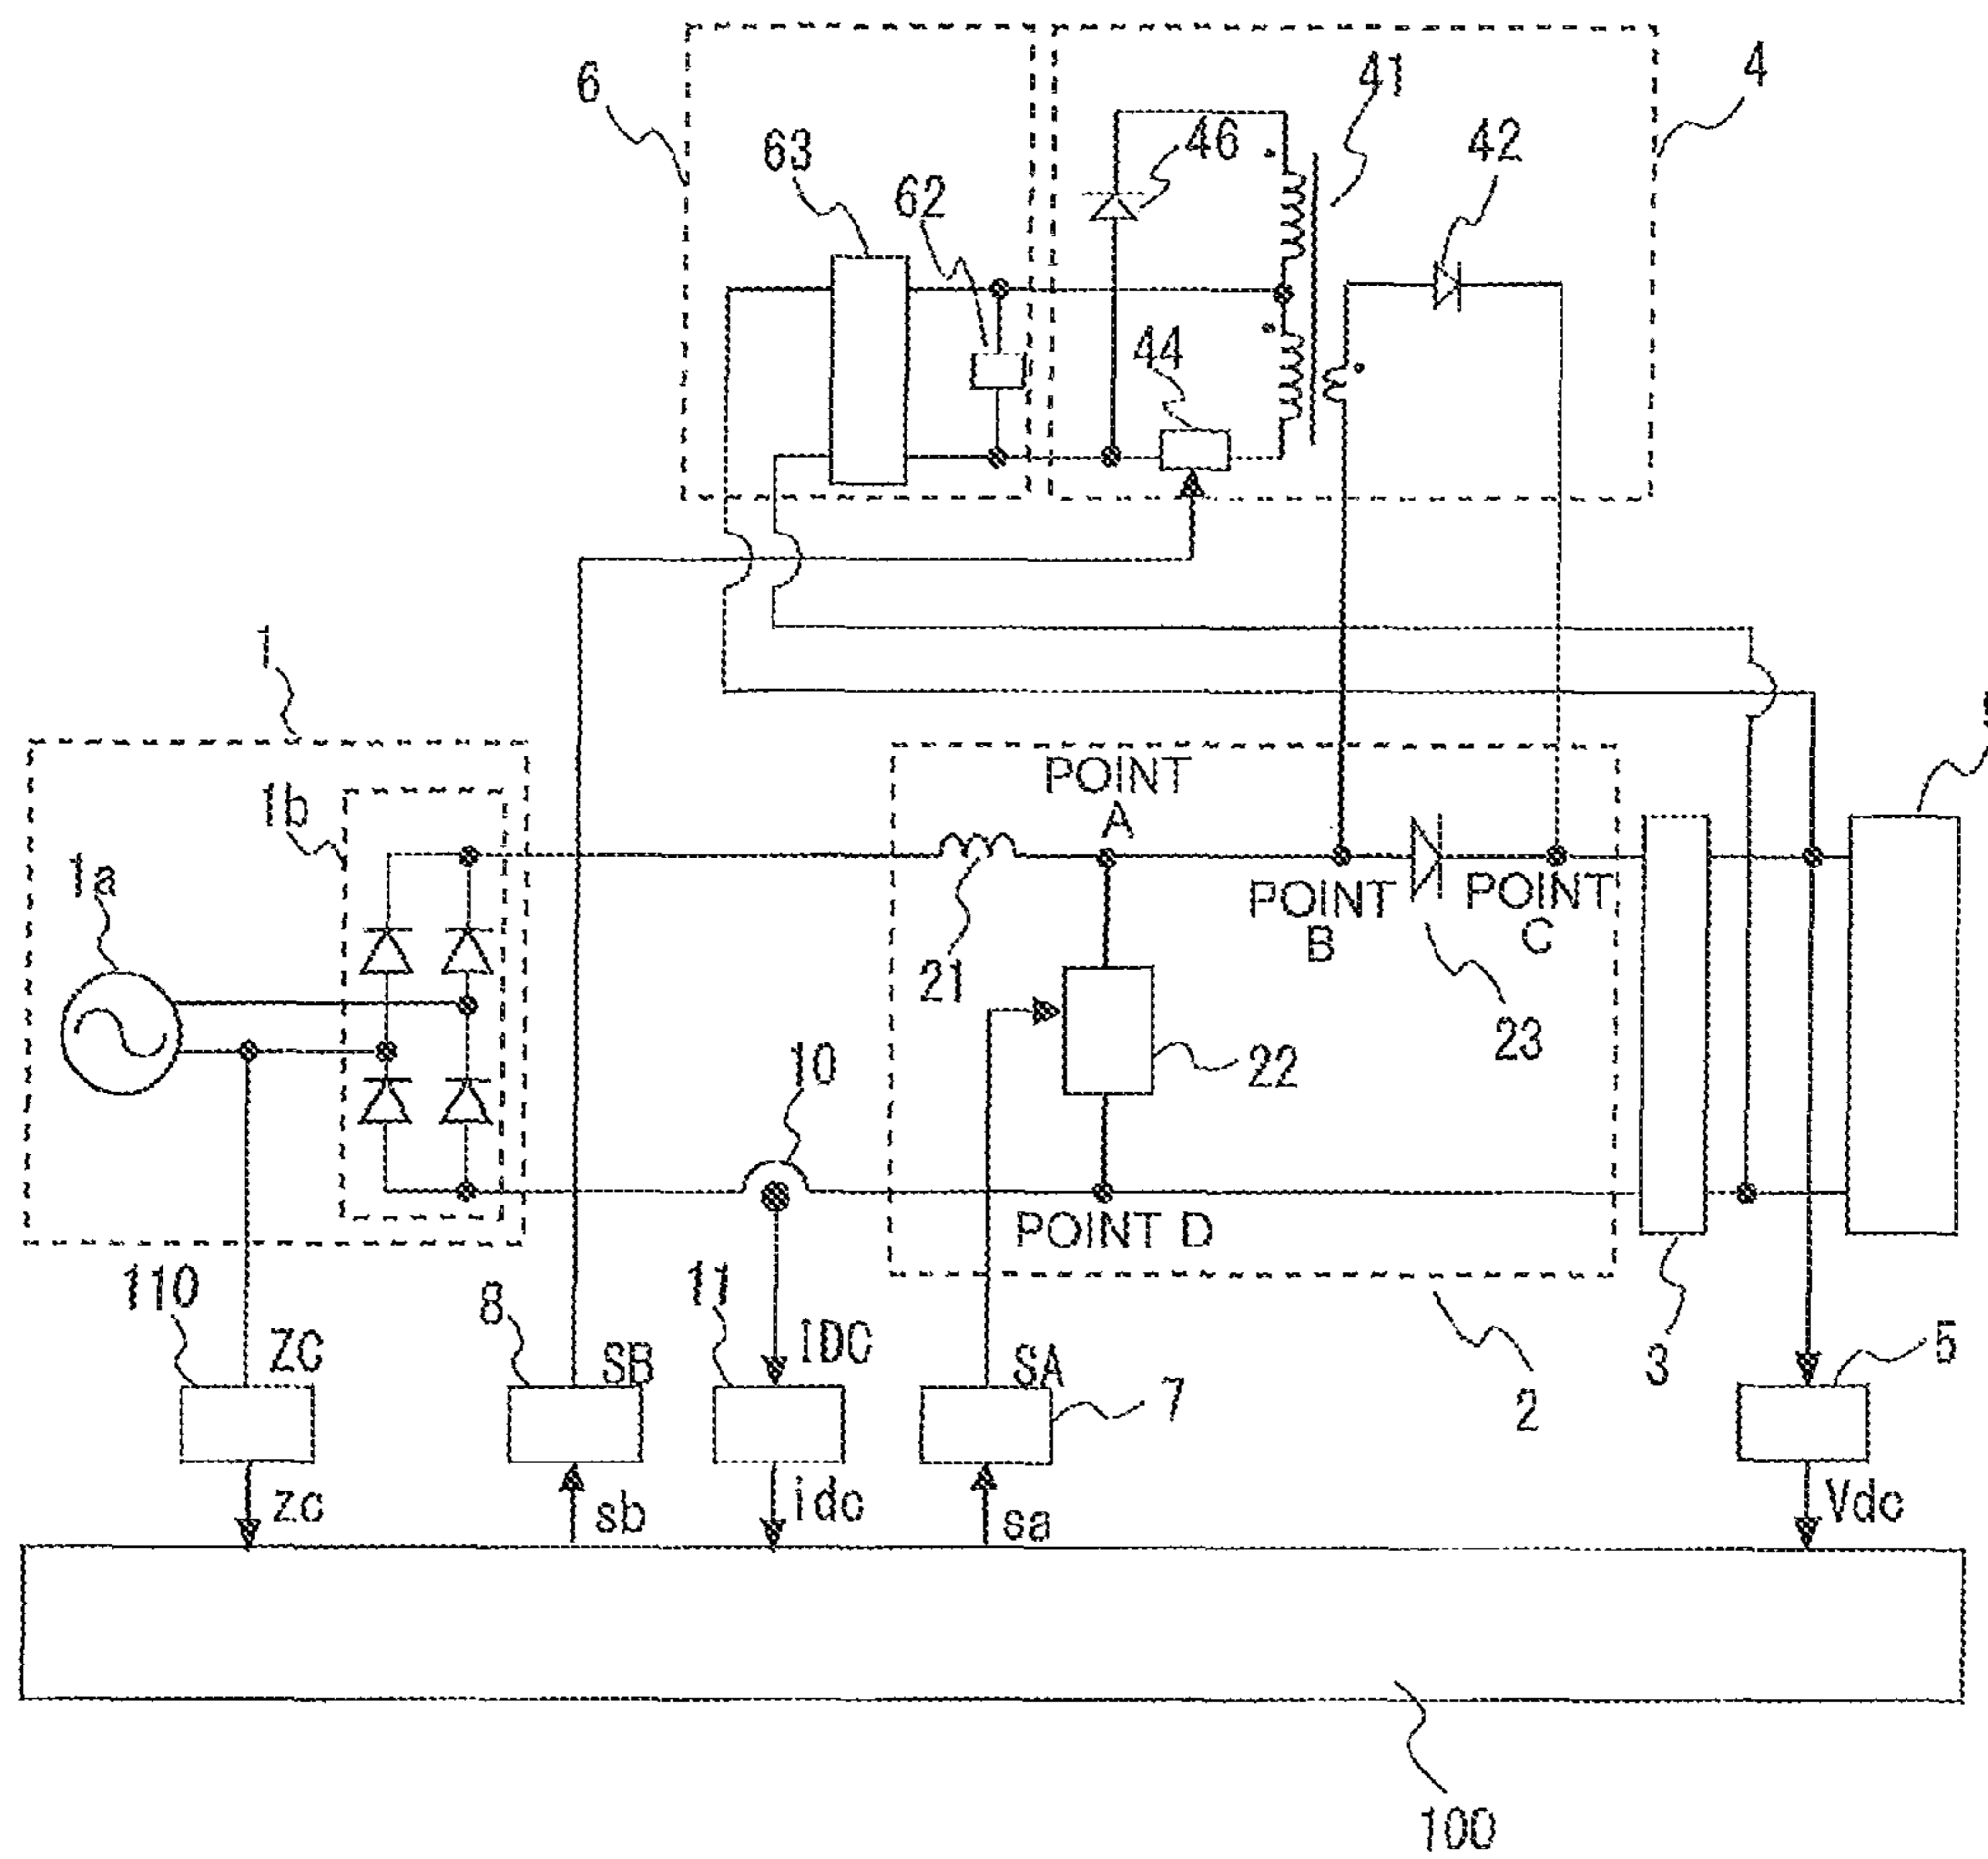 6
63
62
46
41
4
42
44
1
1b
1a
POINT
A
POINT
B
POINT
C
21
22
23
10
POINT D
110
ZC
8
SB
11
IDC
SA
7
2
3
5
zc
sb
idc
sa
Vdc
100